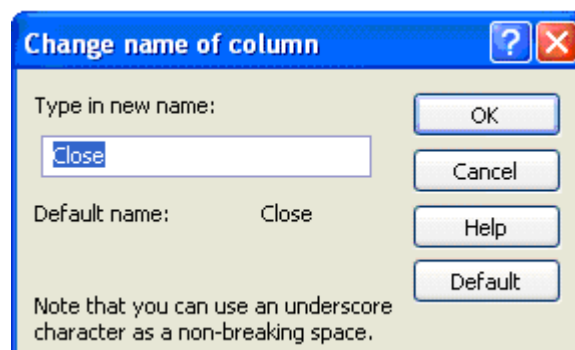 Change name of column
?
Type in new name:
OK
Close
Cancel
Default name: Close
Help
Default
Note that you can use an underscore
character as a non-breaking space.